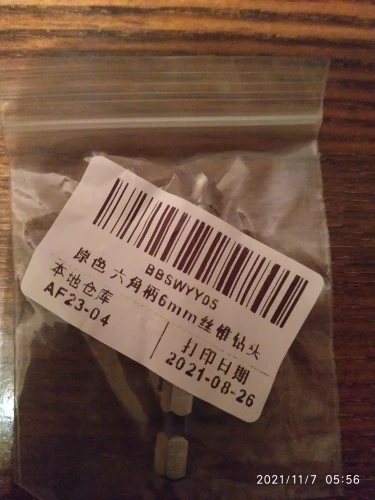 BBSWYY05
原色 六角柄6mm丝锥钻头
本地仓库
AF23-04
打印日期
2021-08-26
2021/11/7 05:56